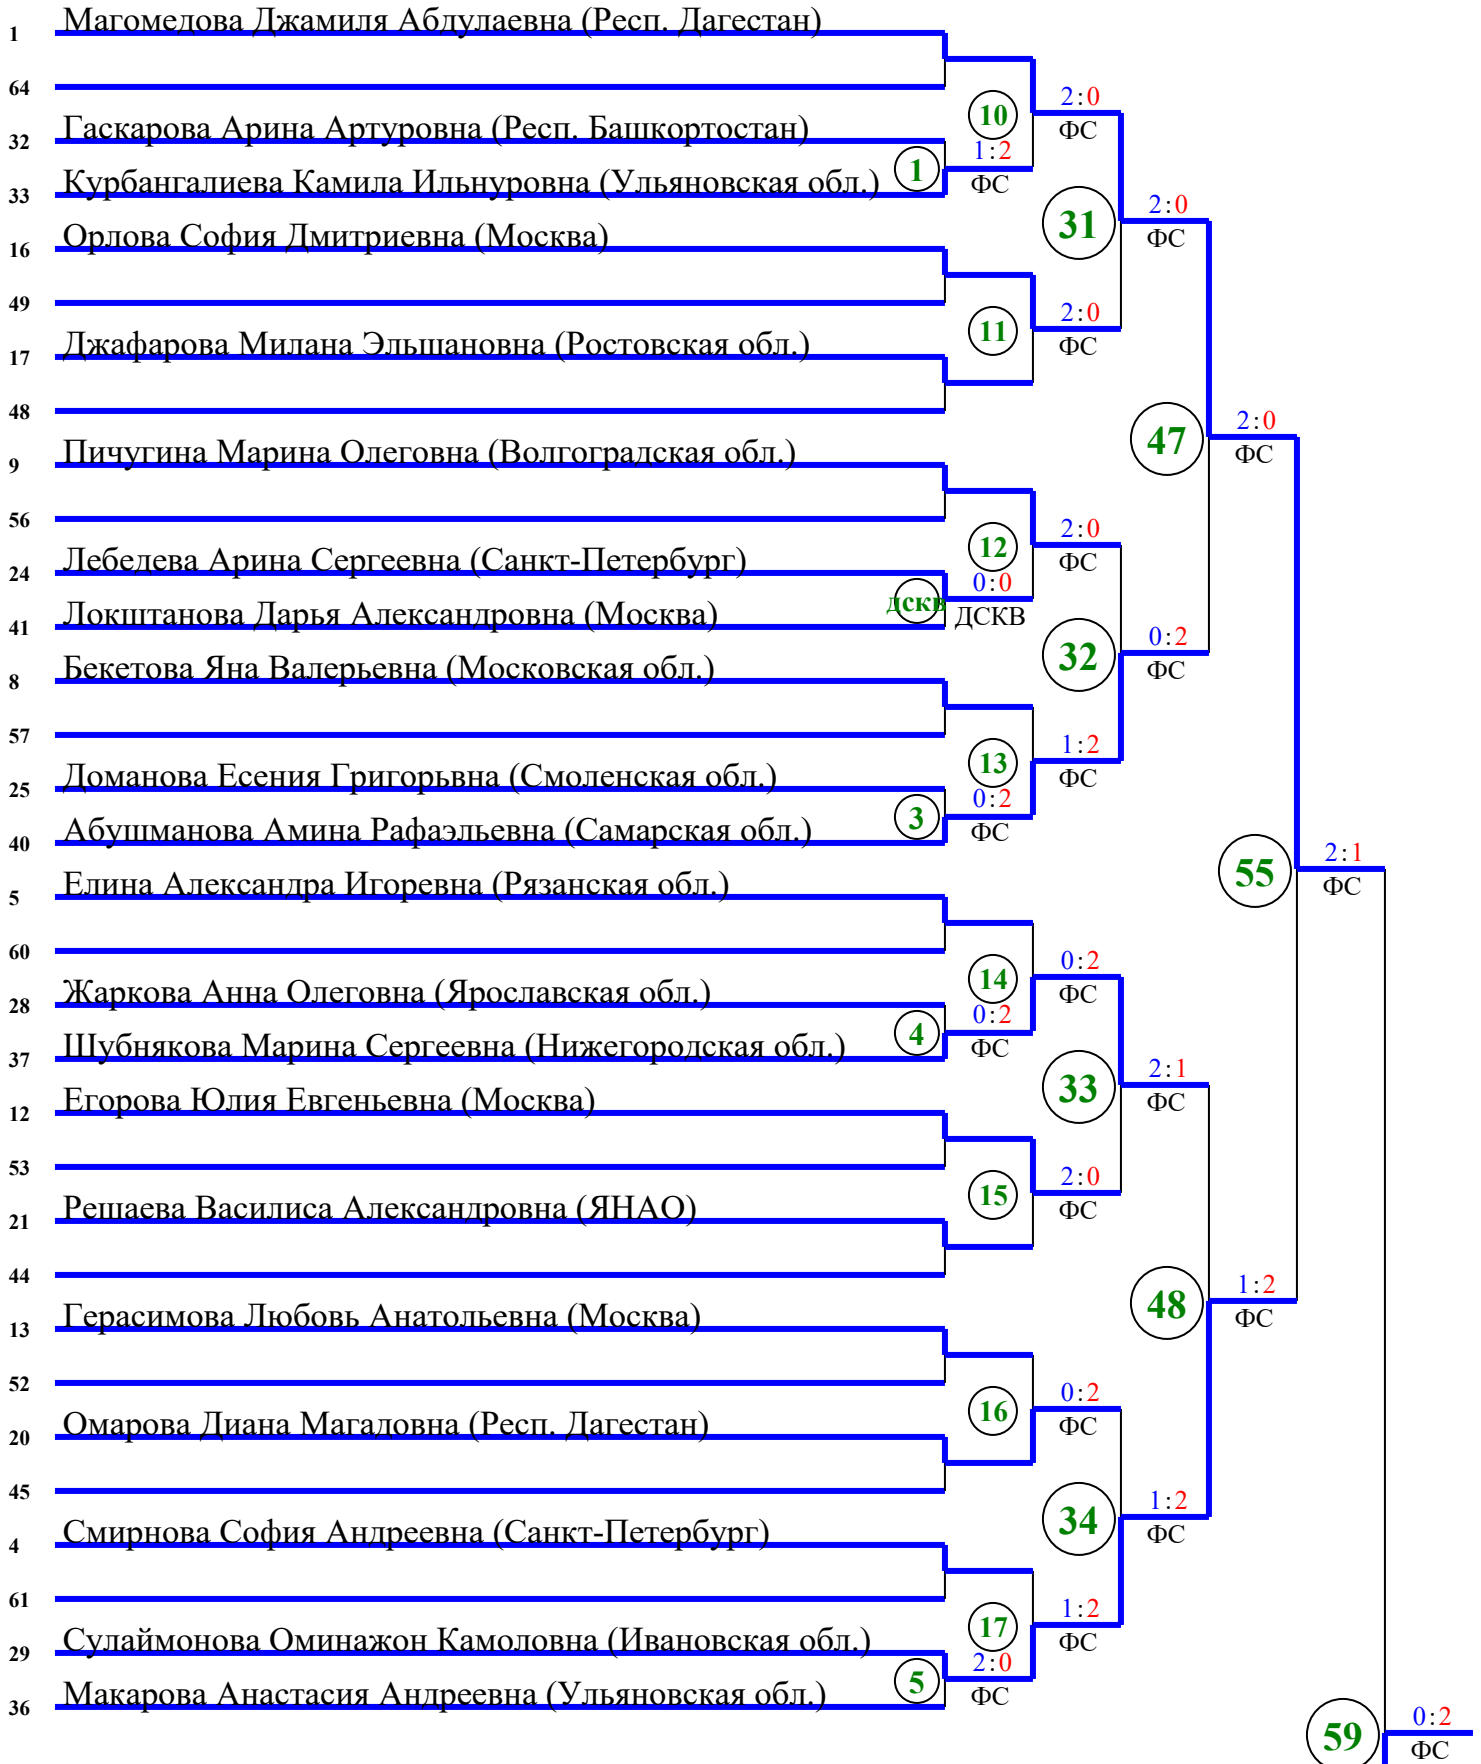 1 Магомедова Джамиля Абдулаевна (Респ. Дагестан)
64
10 2:0
ФС
32 Гаскарова Арина Артуровна (Респ. Башкортостан)
1 1:2
ФС
33 Курбангалиева Камила Ильнуровна (Ульяновская обл.)
31 2:0
ФС
16 Орлова София Дмитриевна (Москва)
49
11 2:0
ФС
17 Джафарова Милана Эльшановна (Ростовская обл.)
48
47 2:0
ФС
9 Пичугина Марина Олеговна (Волгоградская обл.)
56
12 2:0
ФС
24 Лебедева Арина Сергеевна (Санкт-Петербург)
дскв 0:0
ДСКВ
41 Локштанова Дарья Александровна (Москва)
32 0:2
ФС
8 Бекетова Яна Валерьевна (Московская обл.)
57
13 1:2
ФС
25 Доманова Есения Григорьвна (Смоленская обл.)
3 0:2
ФС
40 Абушманова Амина Рафаэльевна (Самарская обл.)
55 2:1
ФС
5 Елина Александра Игоревна (Рязанская обл.)
60
14 0:2
ФС
28 Жаркова Анна Олеговна (Ярославская обл.)
4 0:2
ФС
37 Шубнякова Марина Сергеевна (Нижегородская обл.)
33 2:1
ФС
12 Егорова Юлия Евгеньевна (Москва)
53
15 2:0
ФС
21 Решаева Василиса Александровна (ЯНАО)
44
48 1:2
ФС
13 Герасимова Любовь Анатольевна (Москва)
52
16 0:2
ФС
20 Омарова Диана Магадовна (Респ. Дагестан)
45
34 1:2
ФС
4 Смирнова София Андреевна (Санкт-Петербург)
61
17 1:2
ФС
29 Сулаймонова Оминажон Камоловна (Ивановская обл.)
5 2:0
ФС
36 Макарова Анастасия Андреевна (Ульяновская обл.)
59 0:2
ФС